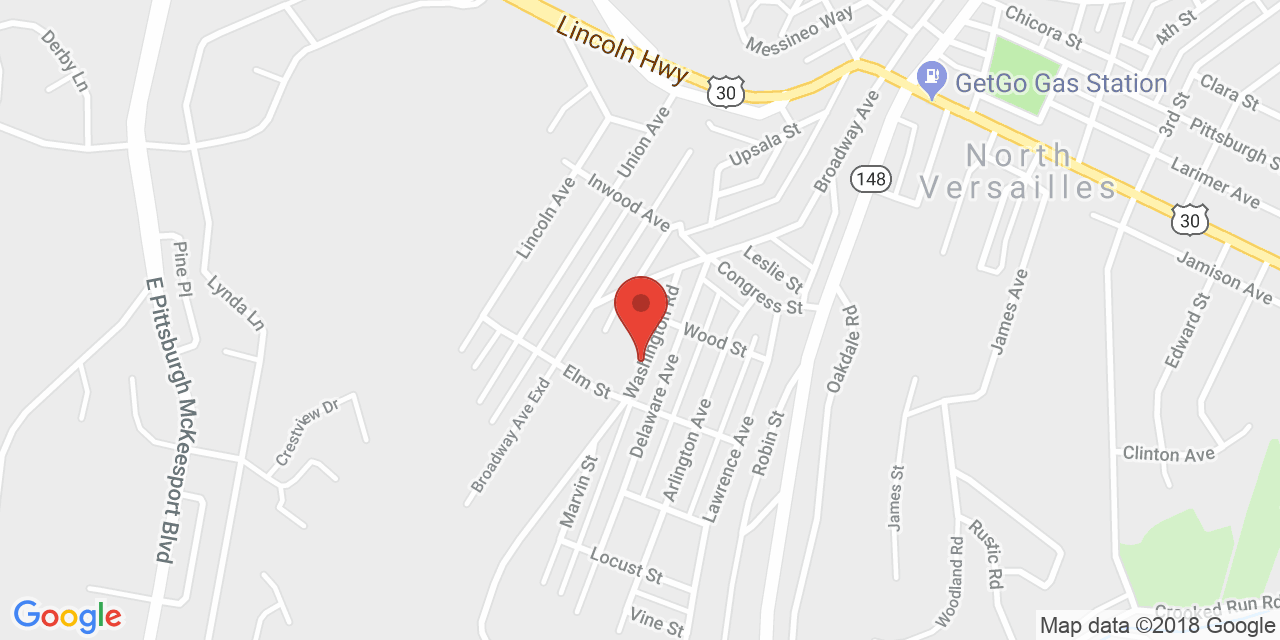 Derby Ln
Lincoln Hwy
30
Messineo Way
Chicora St
4th St
GetGo Gas Station
Clara St
3rd St
Pittsburgh S
Union Ave
Upsala St
Broadway Ave
148
North
Versailles
Larimer Ave
30
Inwood Ave
Lincoln Ave
Jamison Ave
Pine Pl
Lynda Ln
E Pittsburgh McKeesport Blvd
Leslie St
Congress St
Washington Rd
Wood St
Oakdale Rd
James Ave
Edward St
Elm St
Delaware Ave
Broadway Ave Exd
Crestview Dr
Arlington Ave
Lawrence Ave
Robin St
Clinton Ave
Marvin St
James St
Locust St
Rustic Rd
Woodland Rd
Vine St
Crooked Run Rd
Google
Map data ©2018 Google